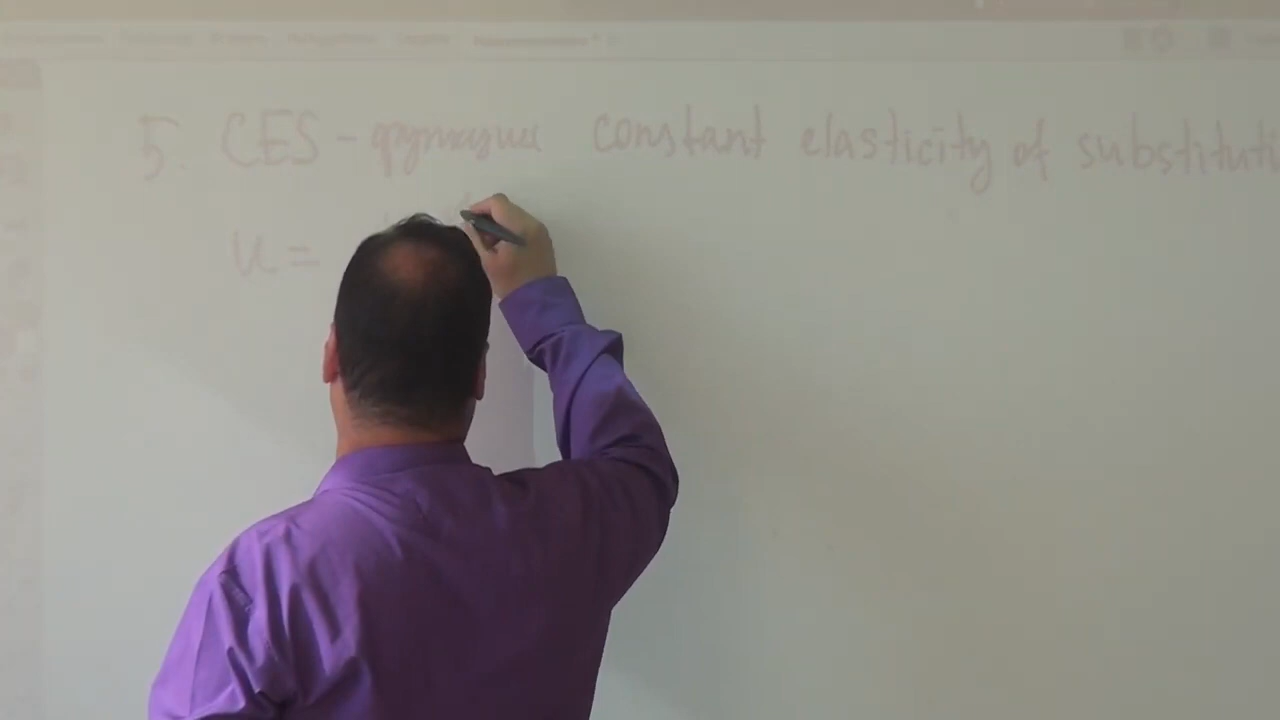 5. CES - функция constant elasticity of substituti
u =